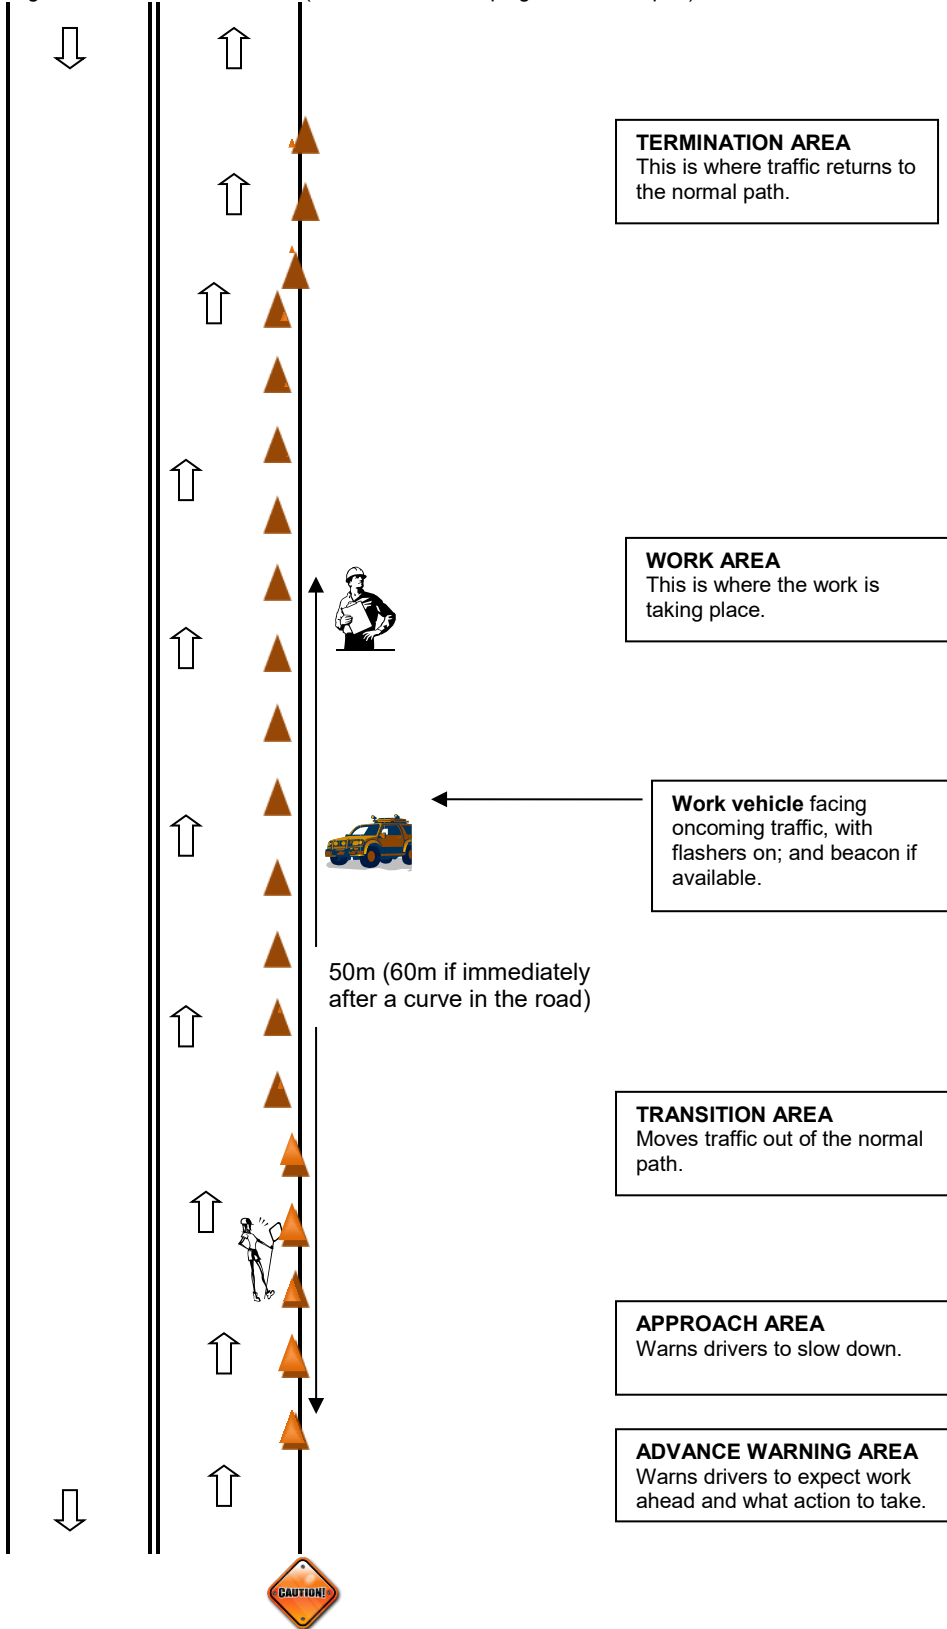 TERMINATION AREA
This is where traffic returns to
the normal path.
WORK AREA
This is where the work is
taking place.
Work vehicle facing
oncoming traffic, with
flashers on; and beacon if
available.
50m (60m if immediately
after a curve in the road)
TRANSITION AREA
Moves traffic out of the normal
path.
APPROACH AREA
Warns drivers to slow down.
ADVANCE WARNING AREA
Warns drivers to expect work
ahead and what action to take.
CAUTION!